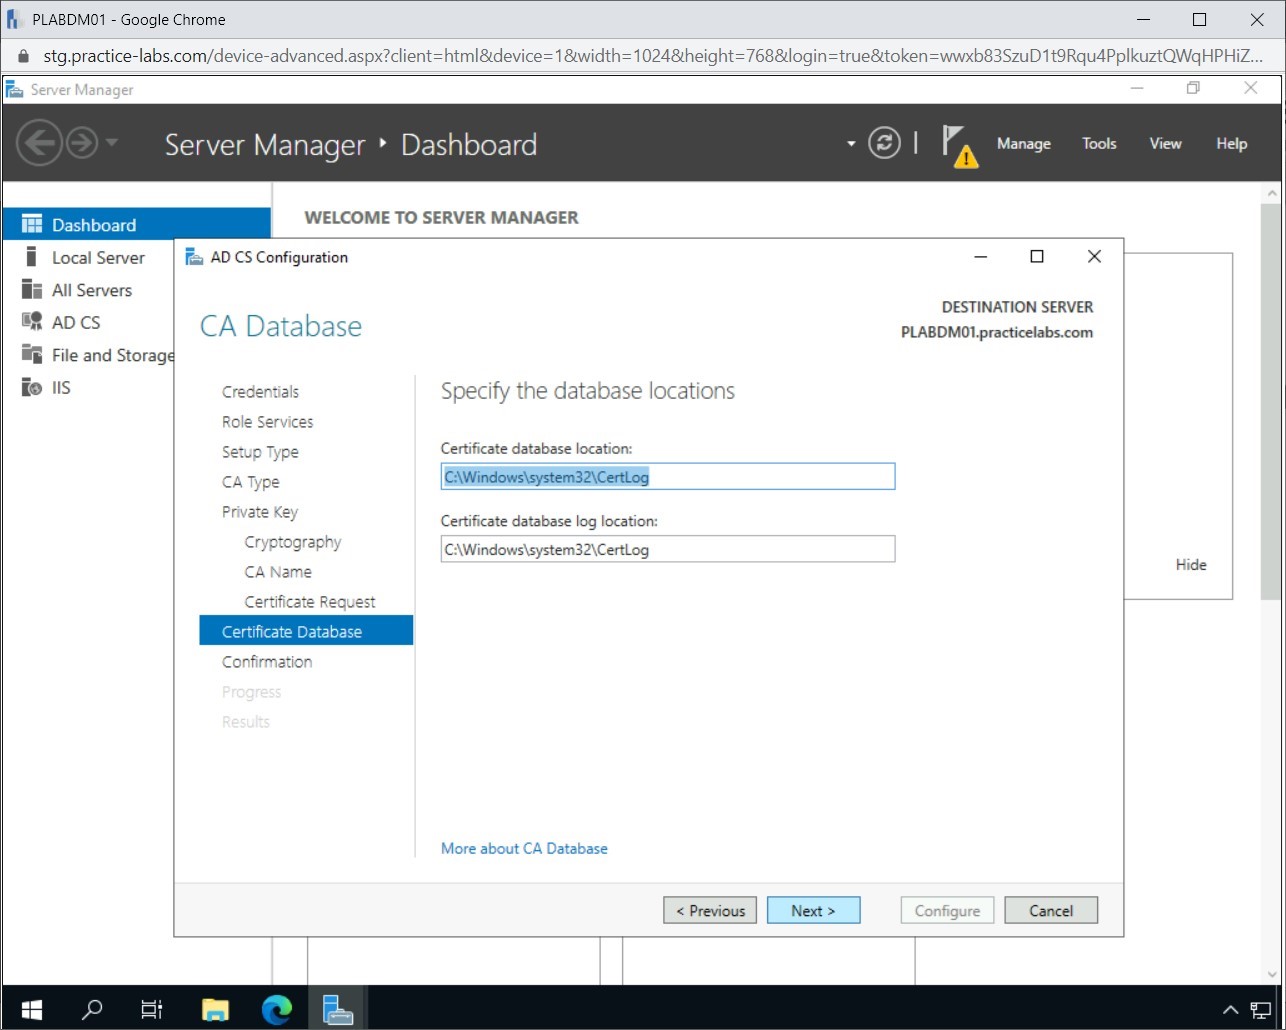 PLABDM01 - Google Chrome
stg.practice-labs.com/device-advanced.aspx?client=html&device=1&width=1024&height=768&login=true&token=wwxb83SzuD1t9Rqu4PplkuztQWqHPHiZ...
Server Manager
Server Manager Dashboard
Manage Tools View Help
Dashboard
Local Server
All Servers
AD CS
File and Storage
IIS
WELCOME TO SERVER MANAGER
Hide
AD CS Configuration
CA Database
DESTINATION SERVER
PLABDM01.practicelabs.com
Credentials
Role Services
Setup Type
CA Type
Private Key
Cryptography
CA Name
Certificate Request
Certificate Database
Confirmation
Progress
Results
Specify the database locations
Certificate database location:
C:\Windows\system32\CertLog
Certificate database log location:
C:\Windows\system32\CertLog
More about CA Database
< Previous Next > Configure Cancel